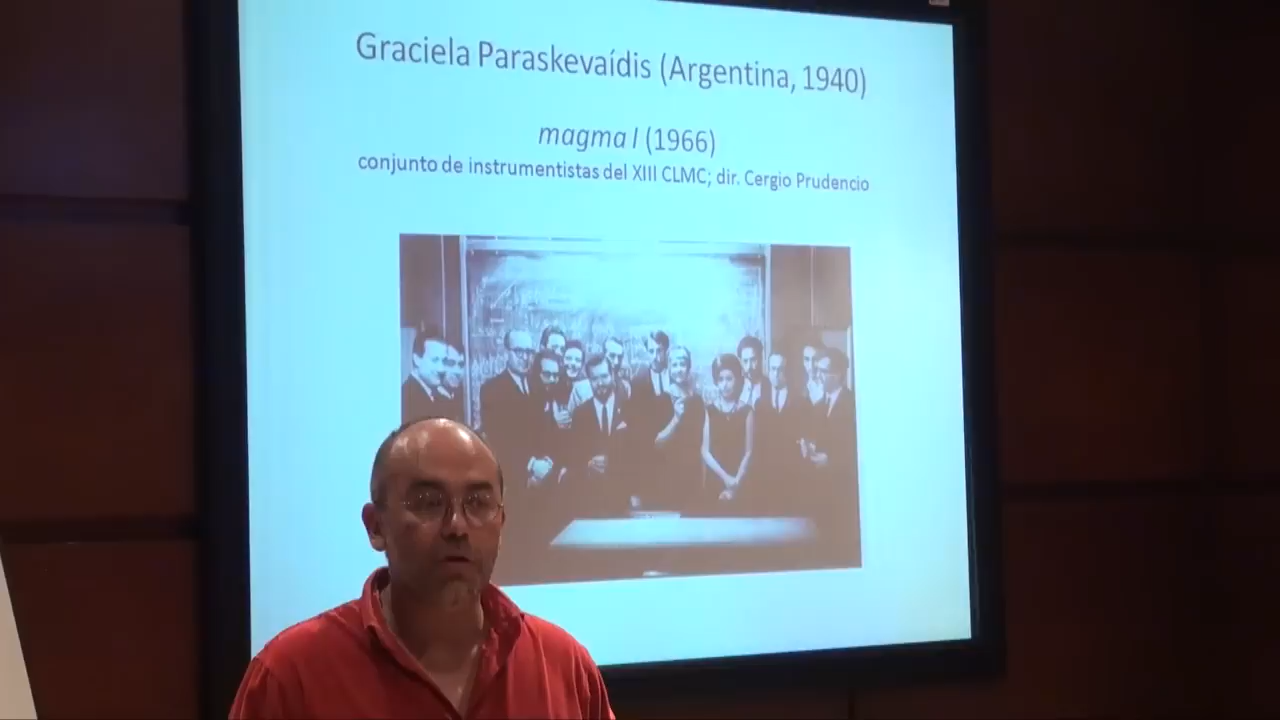 Graciela Paraskevaídis (Argentina, 1940)
magma I (1966)
conjunto de instrumentistas del XIII CLMC; dir. Cergio Prudencio